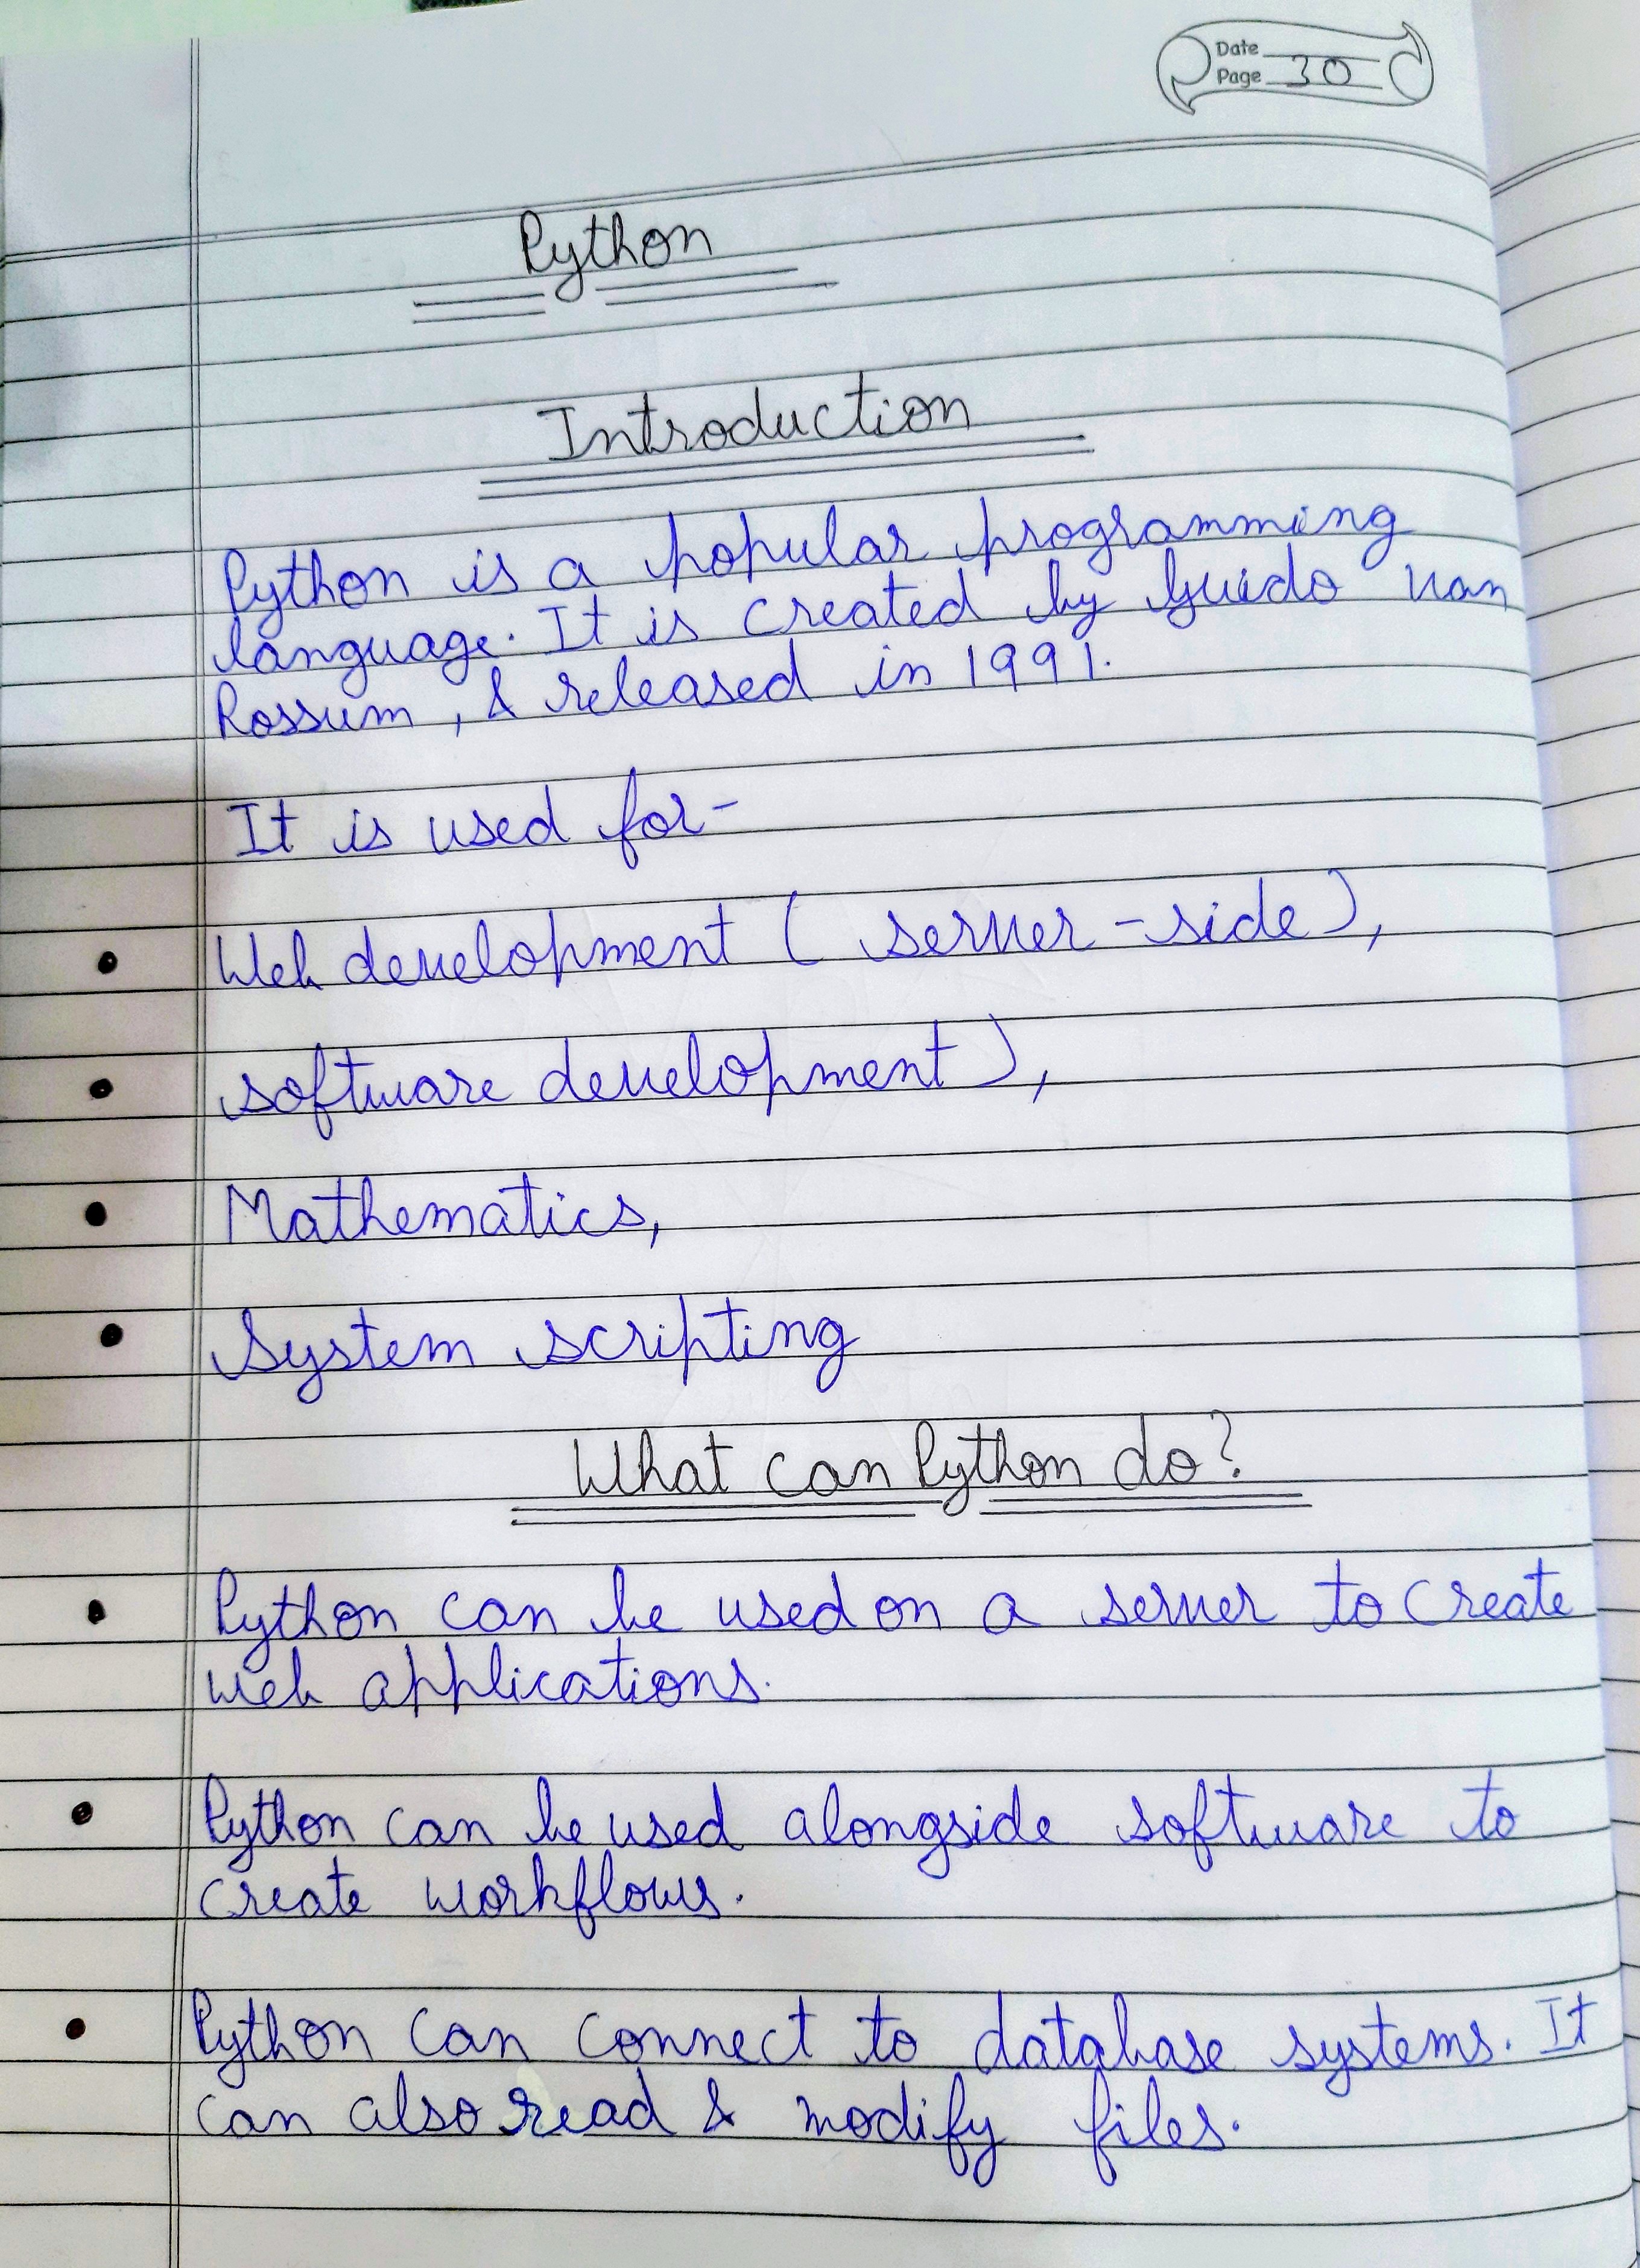 Date
Page 30
Python
Introduction
Python is a popular programming
language. It is created by Guido van
Rossum, & released in 1991.
It is used for-
• Web development ( server - side ),
• software development ),
• Mathematics,
• System scripting
What can Python do?
• Python can be used on a server to create
web applications.
• Python can be used alongside software to
create workflows.
• Python can connect to database systems. It
can also read & modify files.